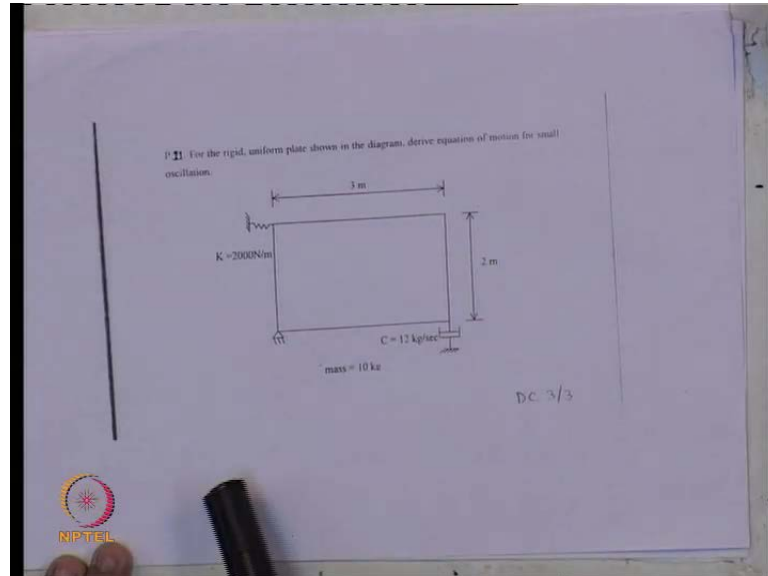 P.21. For the rigid, uniform plate shown in the diagram, derive equation of motion for small
oscillation.
3 m
K =2000N/m
2 m
C = 12 kp/sec
mass = 10 kg
DC 3/3
NPTEL